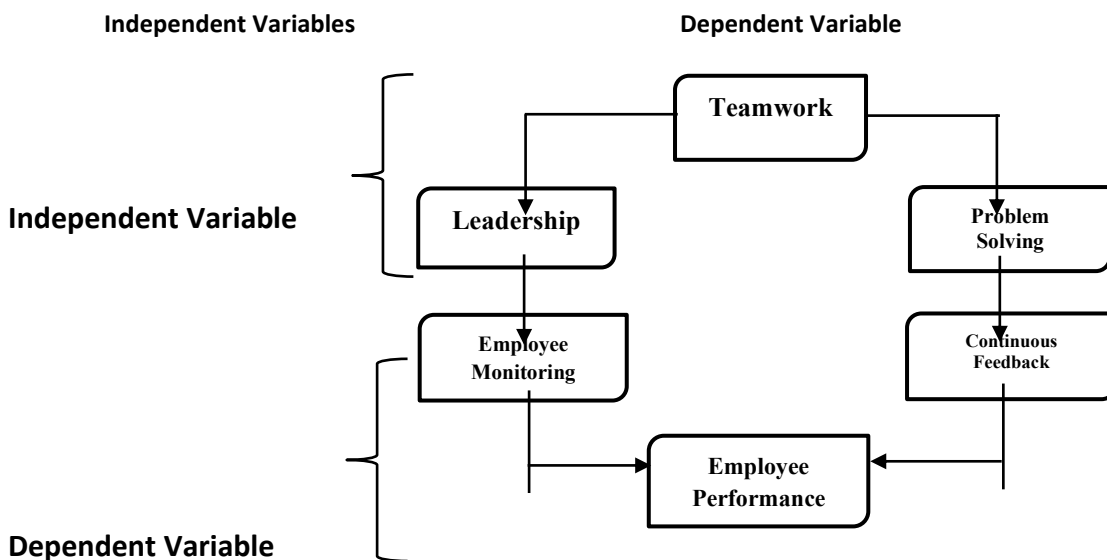 Independent Variables
Dependent Variable
Teamwork
Independent Variable
Leadership
Problem
Solving
Employee
Monitoring
Continuous
Feedback
Employee
Performance
Dependent Variable